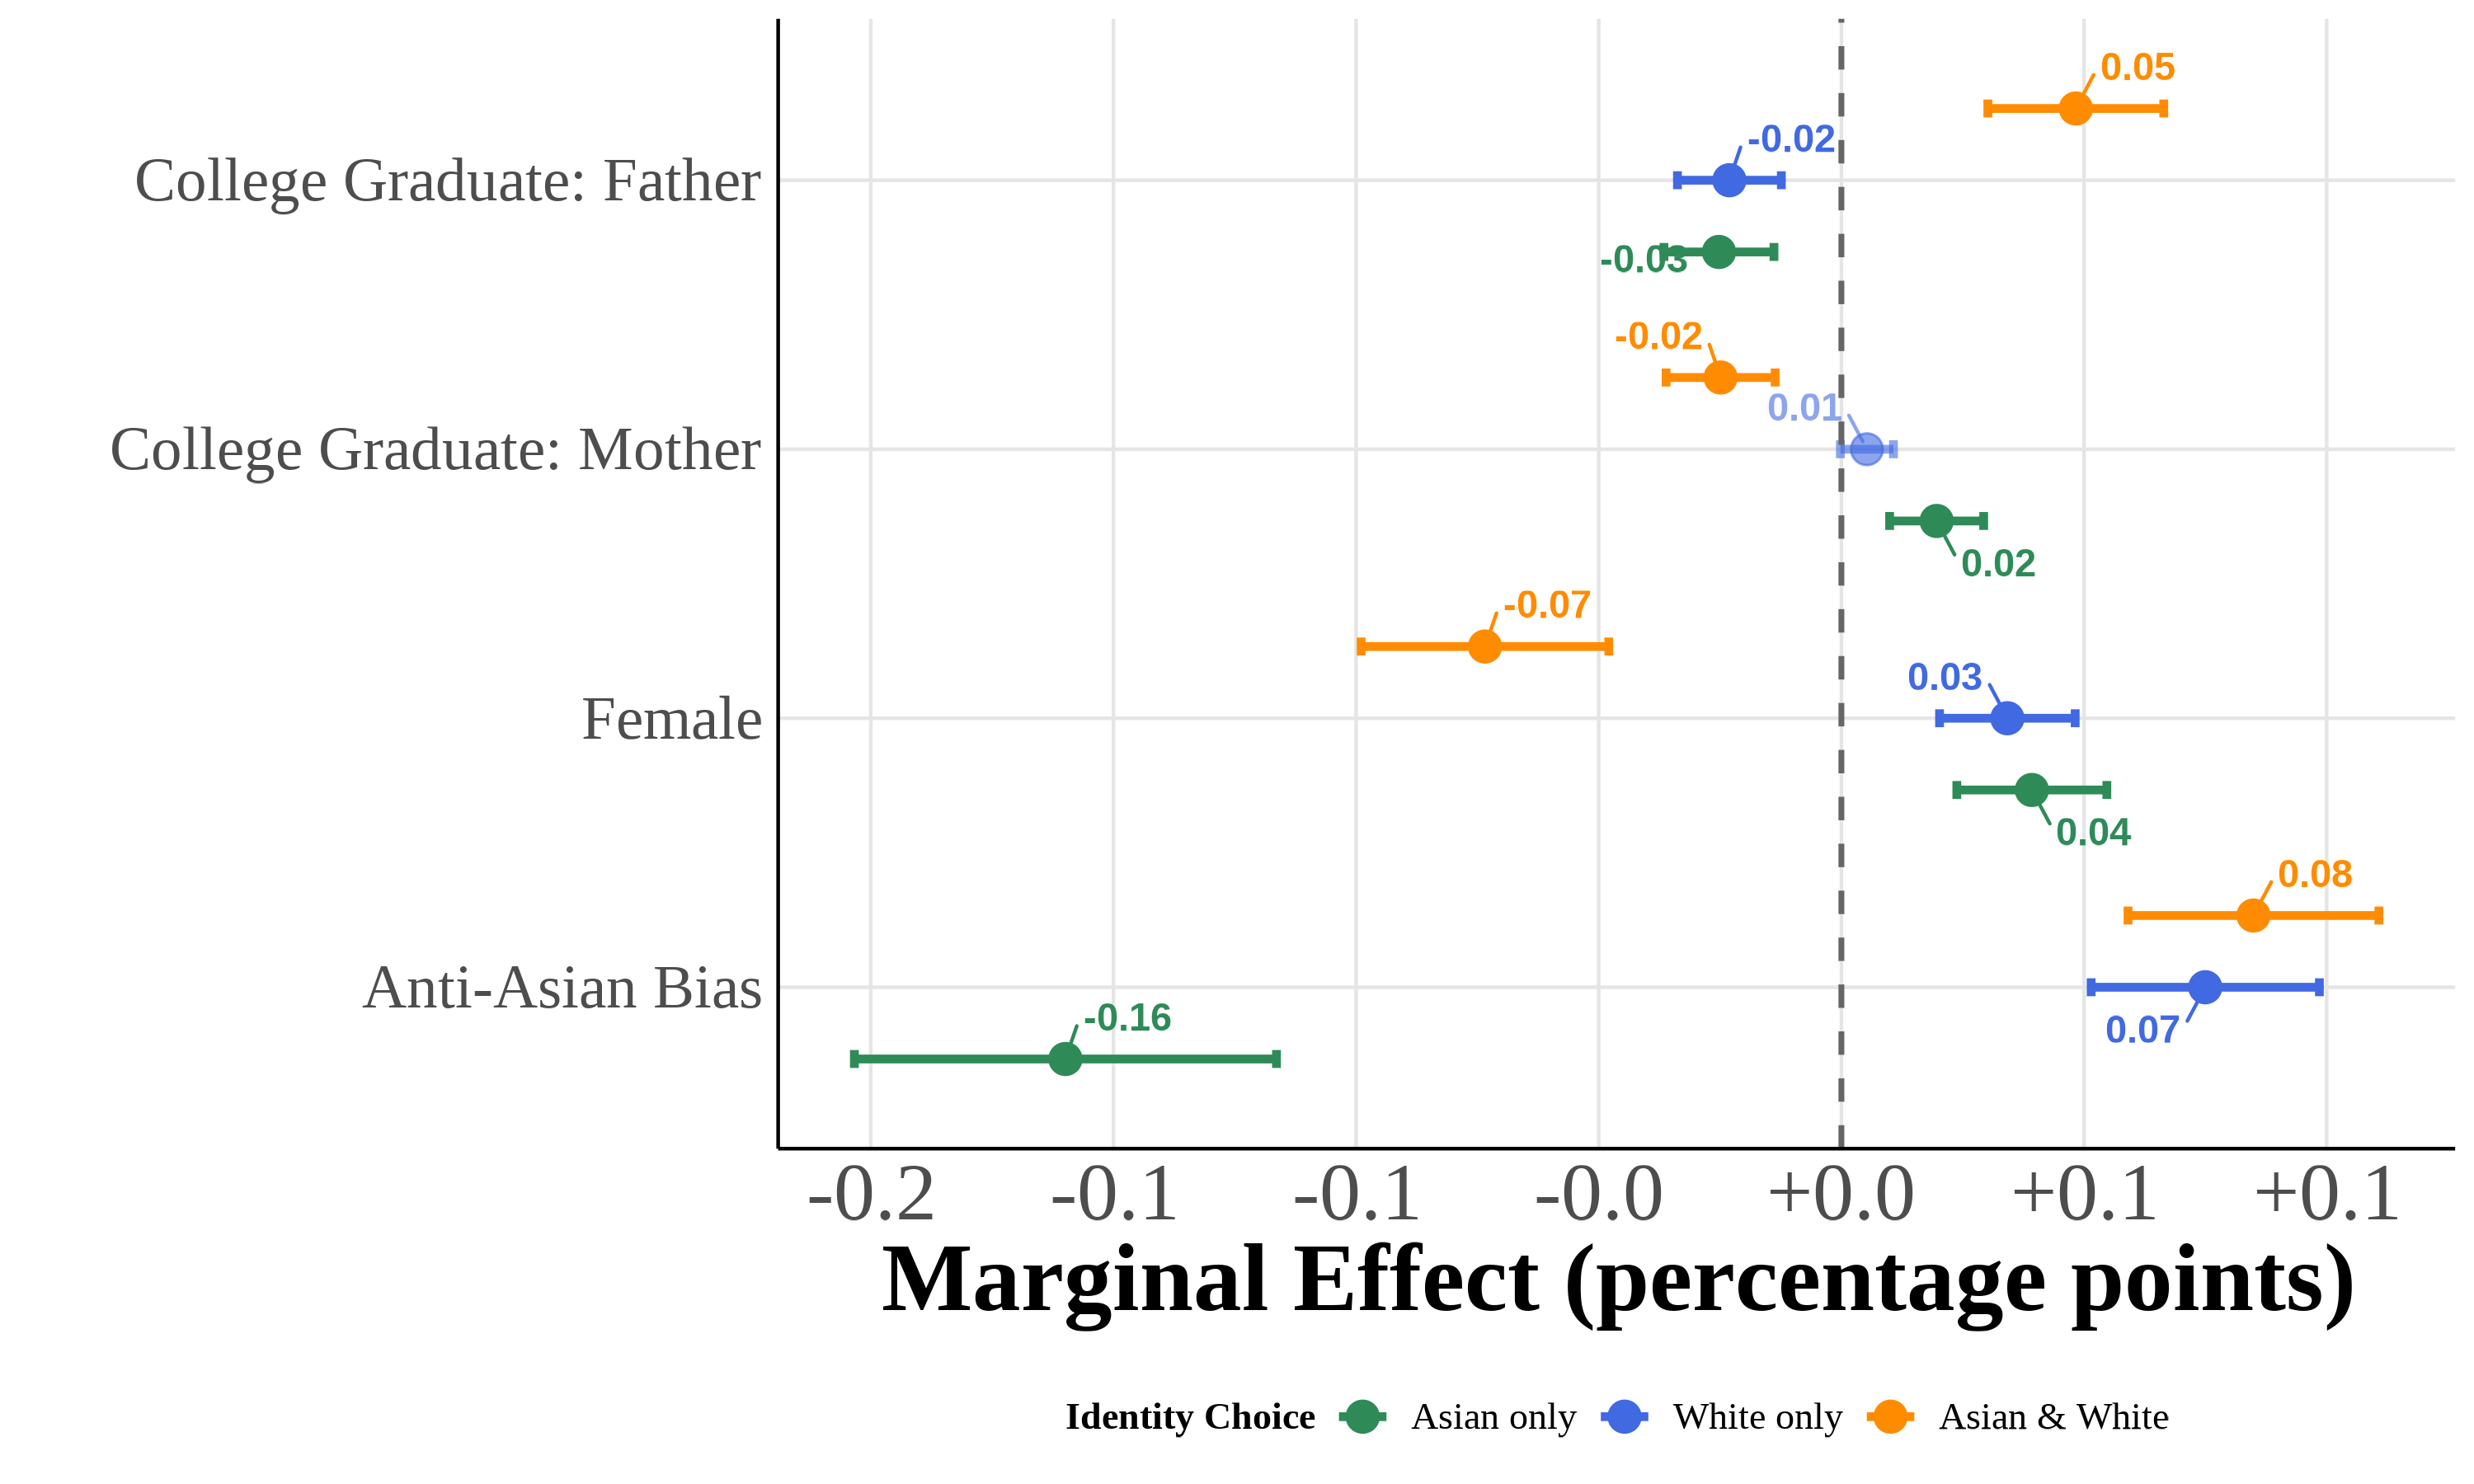 0.05
-0.02
College Graduate: Father
-0.03
-0.02
0.01
College Graduate: Mother
0.02
-0.07
0.03
Female
0.04
0.08
Anti-Asian Bias
-0.16
0.07
-0.2 -0.1 -0.1 -0.0 +0.0 +0.1 +0.1
Marginal Effect (percentage points)
Identity Choice Asian only White only Asian & White